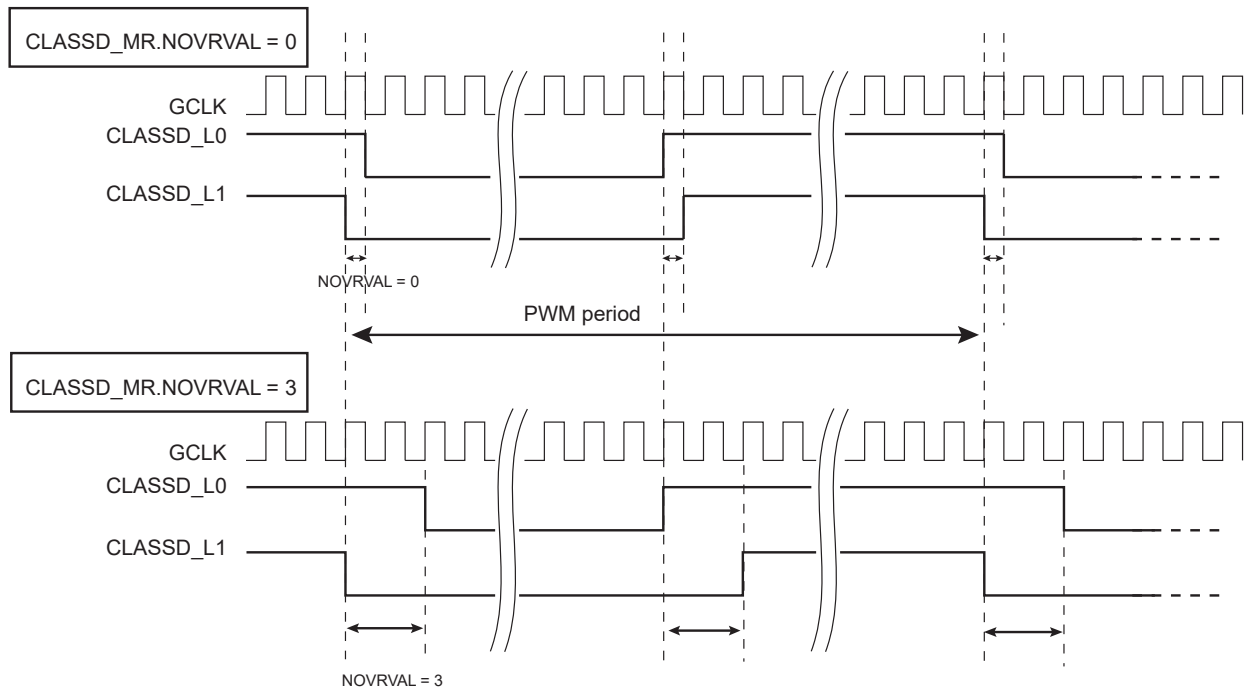 CLASSD_MR.NOVRVAL = 0
GCLK
CLASSD_L0
CLASSD_L1
NOVRVAL = 0
PWM period
CLASSD_MR.NOVRVAL = 3
GCLK
CLASSD_L0
CLASSD_L1
NOVRVAL = 3